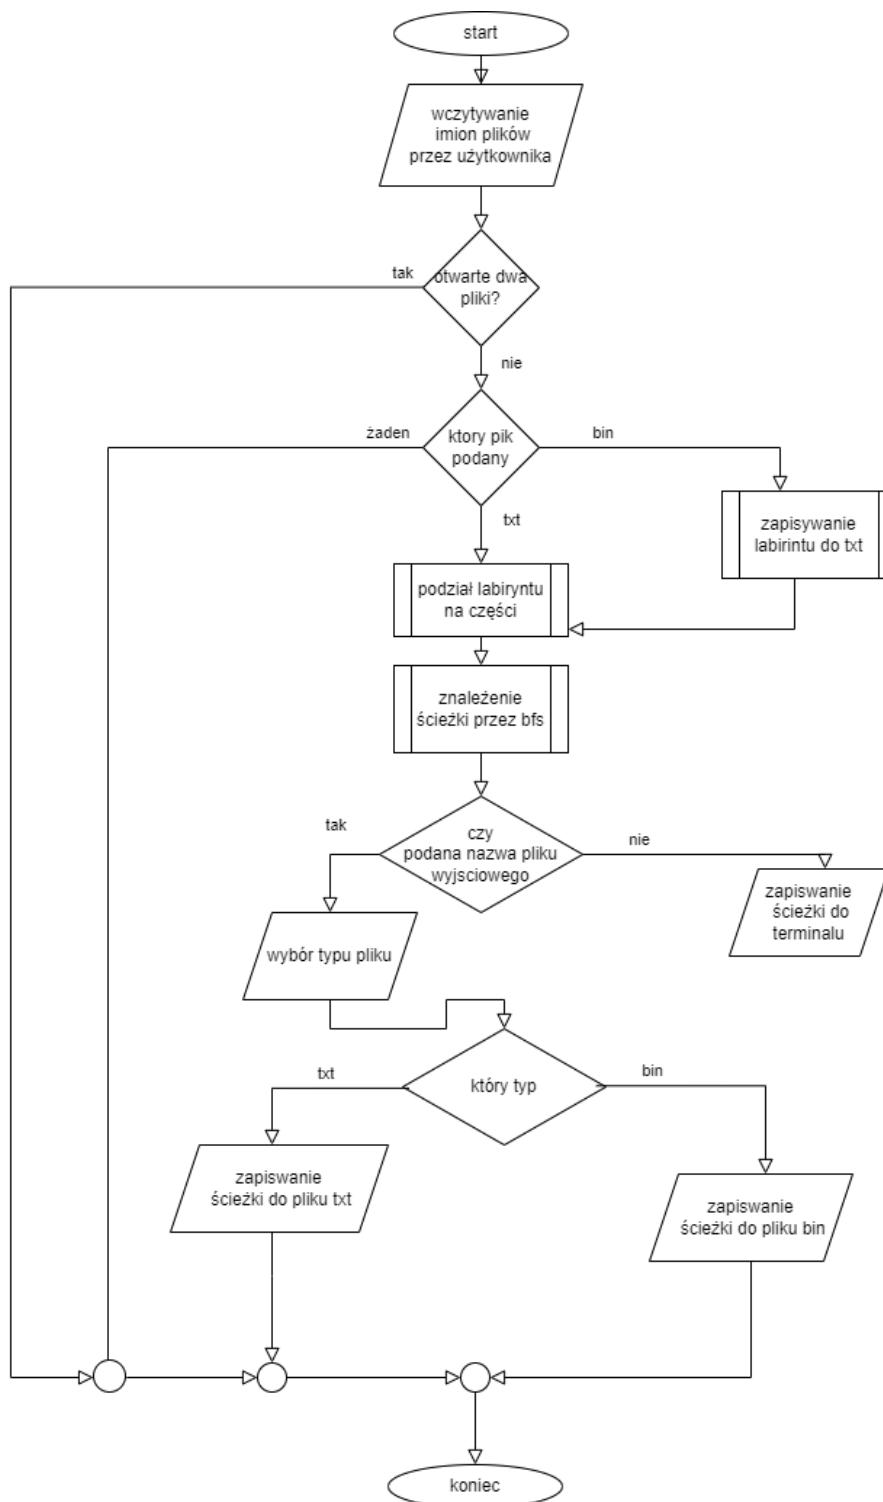 start
wczytywanie
imion plików
przez użytkownika
tak
otwarte dwa
pliki?
nie
żaden
ktory pik
podany
bin
txt
zapisywanie
labirintu do txt
podział labiryntu
na części
znależenie
ścieżki przez bfs
tak
czy
podana nazwa pliku
wyjsciowego
nie
zapiswanie
ścieżki do
terminalu
wybór typu pliku
txt
który typ
bin
zapiswanie
ścieżki do pliku txt
zapiswanie
ścieżki do pliku bin
koniec